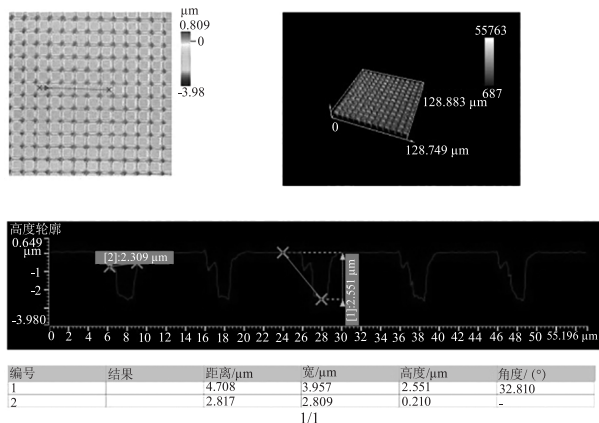 µm
0.809
0
-3.98
55763
687
128.883 µm
0
128.749 µm
高度轮廓
0.649
µm
[2]:2.309 µm
-1
-2
[1]:2.551 µm
-3.980
0 2 4 6 8 10 12 14 16 18 20 22 24 26 28 30 32 34 36 38 40 42 44 46 48 50 55.196 µm
编号 结果 距离/µm 宽/µm 高度/µm 角度/ (°)
1 4.708 3.957 2.551 32.810
2 2.817 2.809 0.210 -
1/1